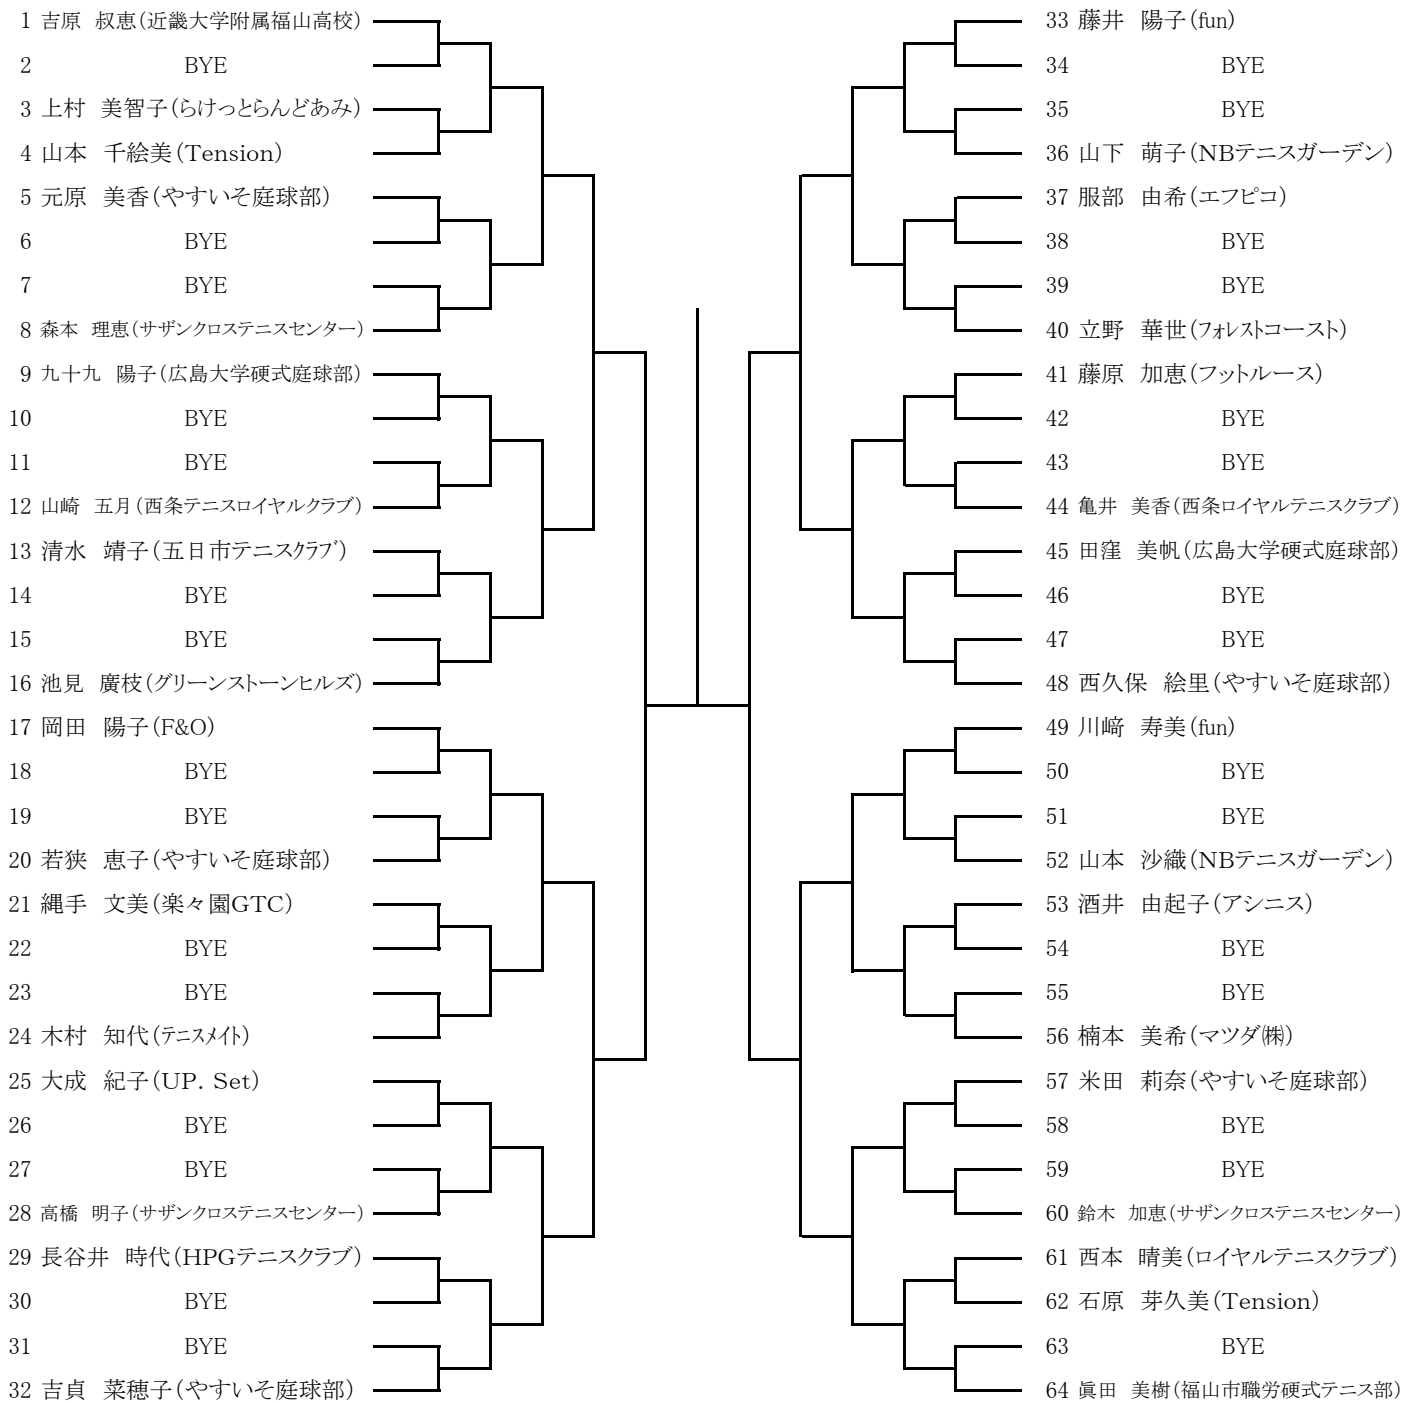 1 吉原　叔恵(近畿大学附属福山高校)
2 BYE
3 上村　美智子(らけっとらんどあみ)
4 山本　千絵美(Tension)
5 元原　美香(やすいそ庭球部)
6 BYE
7 BYE
8 森本　理恵(サザンクロステニスセンター)
9 九十九　陽子(広島大学硬式庭球部)
10 BYE
11 BYE
12 山崎　五月(西条テニスロイヤルクラブ)
13 清水　靖子(五日市テニスクラブ)
14 BYE
15 BYE
16 池見　廣枝(グリーンストーンヒルズ)
17 岡田　陽子(F&O)
18 BYE
19 BYE
20 若狭　恵子(やすいそ庭球部)
21 縄手　文美(楽々園GTC)
22 BYE
23 BYE
24 木村　知代(テニスメイト)
25 大成　紀子(UP. Set)
26 BYE
27 BYE
28 高橋　明子(サザンクロステニスセンター)
29 長谷井　時代(HPGテニスクラブ)
30 BYE
31 BYE
32 吉貞　菜穂子(やすいそ庭球部)
33 藤井　陽子(fun)
34 BYE
35 BYE
36 山下　萌子(NBテニスガーデン)
37 服部　由希(エフピコ)
38 BYE
39 BYE
40 立野　華世(フォレストコースト)
41 藤原　加恵(フットルース)
42 BYE
43 BYE
44 亀井　美香(西条ロイヤルテニスクラブ)
45 田窪　美帆(広島大学硬式庭球部)
46 BYE
47 BYE
48 西久保　絵里(やすいそ庭球部)
49 川﨑　寿美(fun)
50 BYE
51 BYE
52 山本　沙織(NBテニスガーデン)
53 酒井　由起子(アシニス)
54 BYE
55 BYE
56 楠本　美希(マツダ㈱)
57 米田　莉奈(やすいそ庭球部)
58 BYE
59 BYE
60 鈴木　加恵(サザンクロステニスセンター)
61 西本　晴美(ロイヤルテニスクラブ)
62 石原　芽久美(Tension)
63 BYE
64 眞田　美樹(福山市職労硬式テニス部)